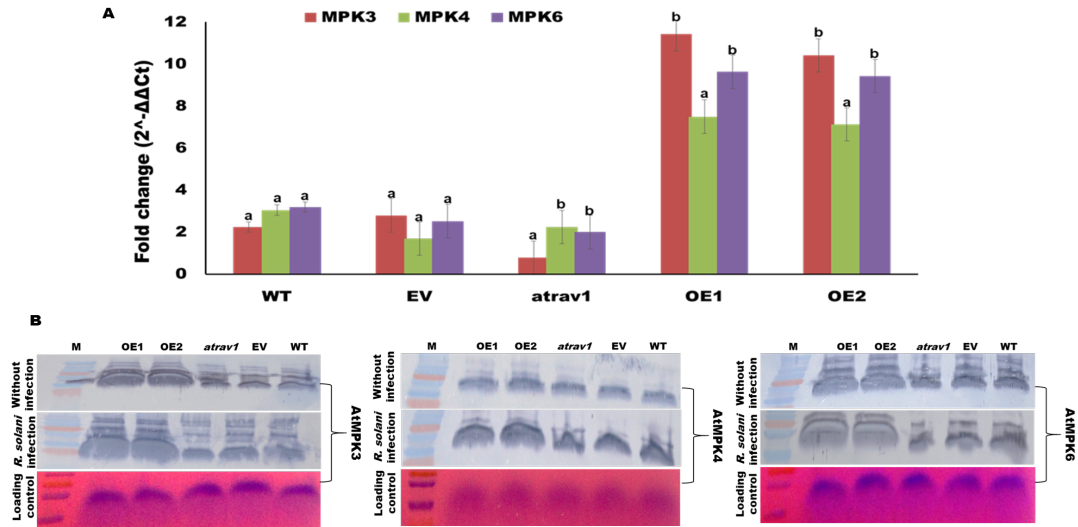 A
MPK3 MPK4 MPK6
Fold change (2^-ΔΔCt)
12
10
8
6
4
2
0
a a a
a a a
a b b
b a b
b a b
WT EV atrav1 OE1 OE2
B
M OE1 OE2 atrav1 EV WT
Without infection
R. solani infection
Loading control
AtMPK3
M OE1 OE2 atrav1 EV WT
Without infection
R. solani infection
Loading control
AtMPK4
M OE1 OE2 atrav1 EV WT
Without infection
R. solani infection
Loading control
AtMPK6